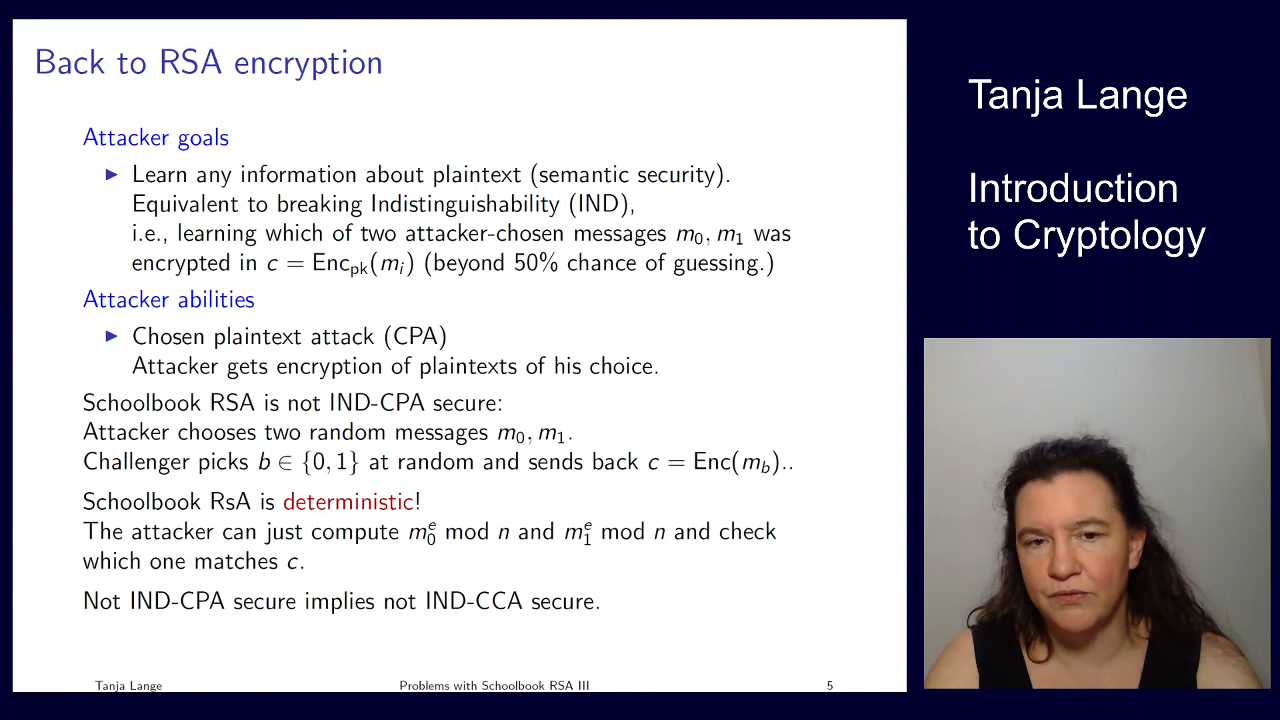 Back to RSA encryption
Attacker goals
▶ Learn any information about plaintext (semantic security).
Equivalent to breaking Indistinguishability (IND),
i.e., learning which of two attacker-chosen messages m₀, m₁ was
encrypted in c = Encₚₖ(mᵢ) (beyond 50% chance of guessing.)
Attacker abilities
▶ Chosen plaintext attack (CPA)
Attacker gets encryption of plaintexts of his choice.
Schoolbook RSA is not IND-CPA secure:
Attacker chooses two random messages m₀, m₁.
Challenger picks b ∈ {0, 1} at random and sends back c = Enc(m_b)..
Schoolbook RsA is deterministic!
The attacker can just compute m₀ᵉ mod n and m₁ᵉ mod n and check
which one matches c.
Not IND-CPA secure implies not IND-CCA secure.
Tanja Lange
Problems with Schoolbook RSA III
5
Tanja Lange
Introduction
to Cryptology